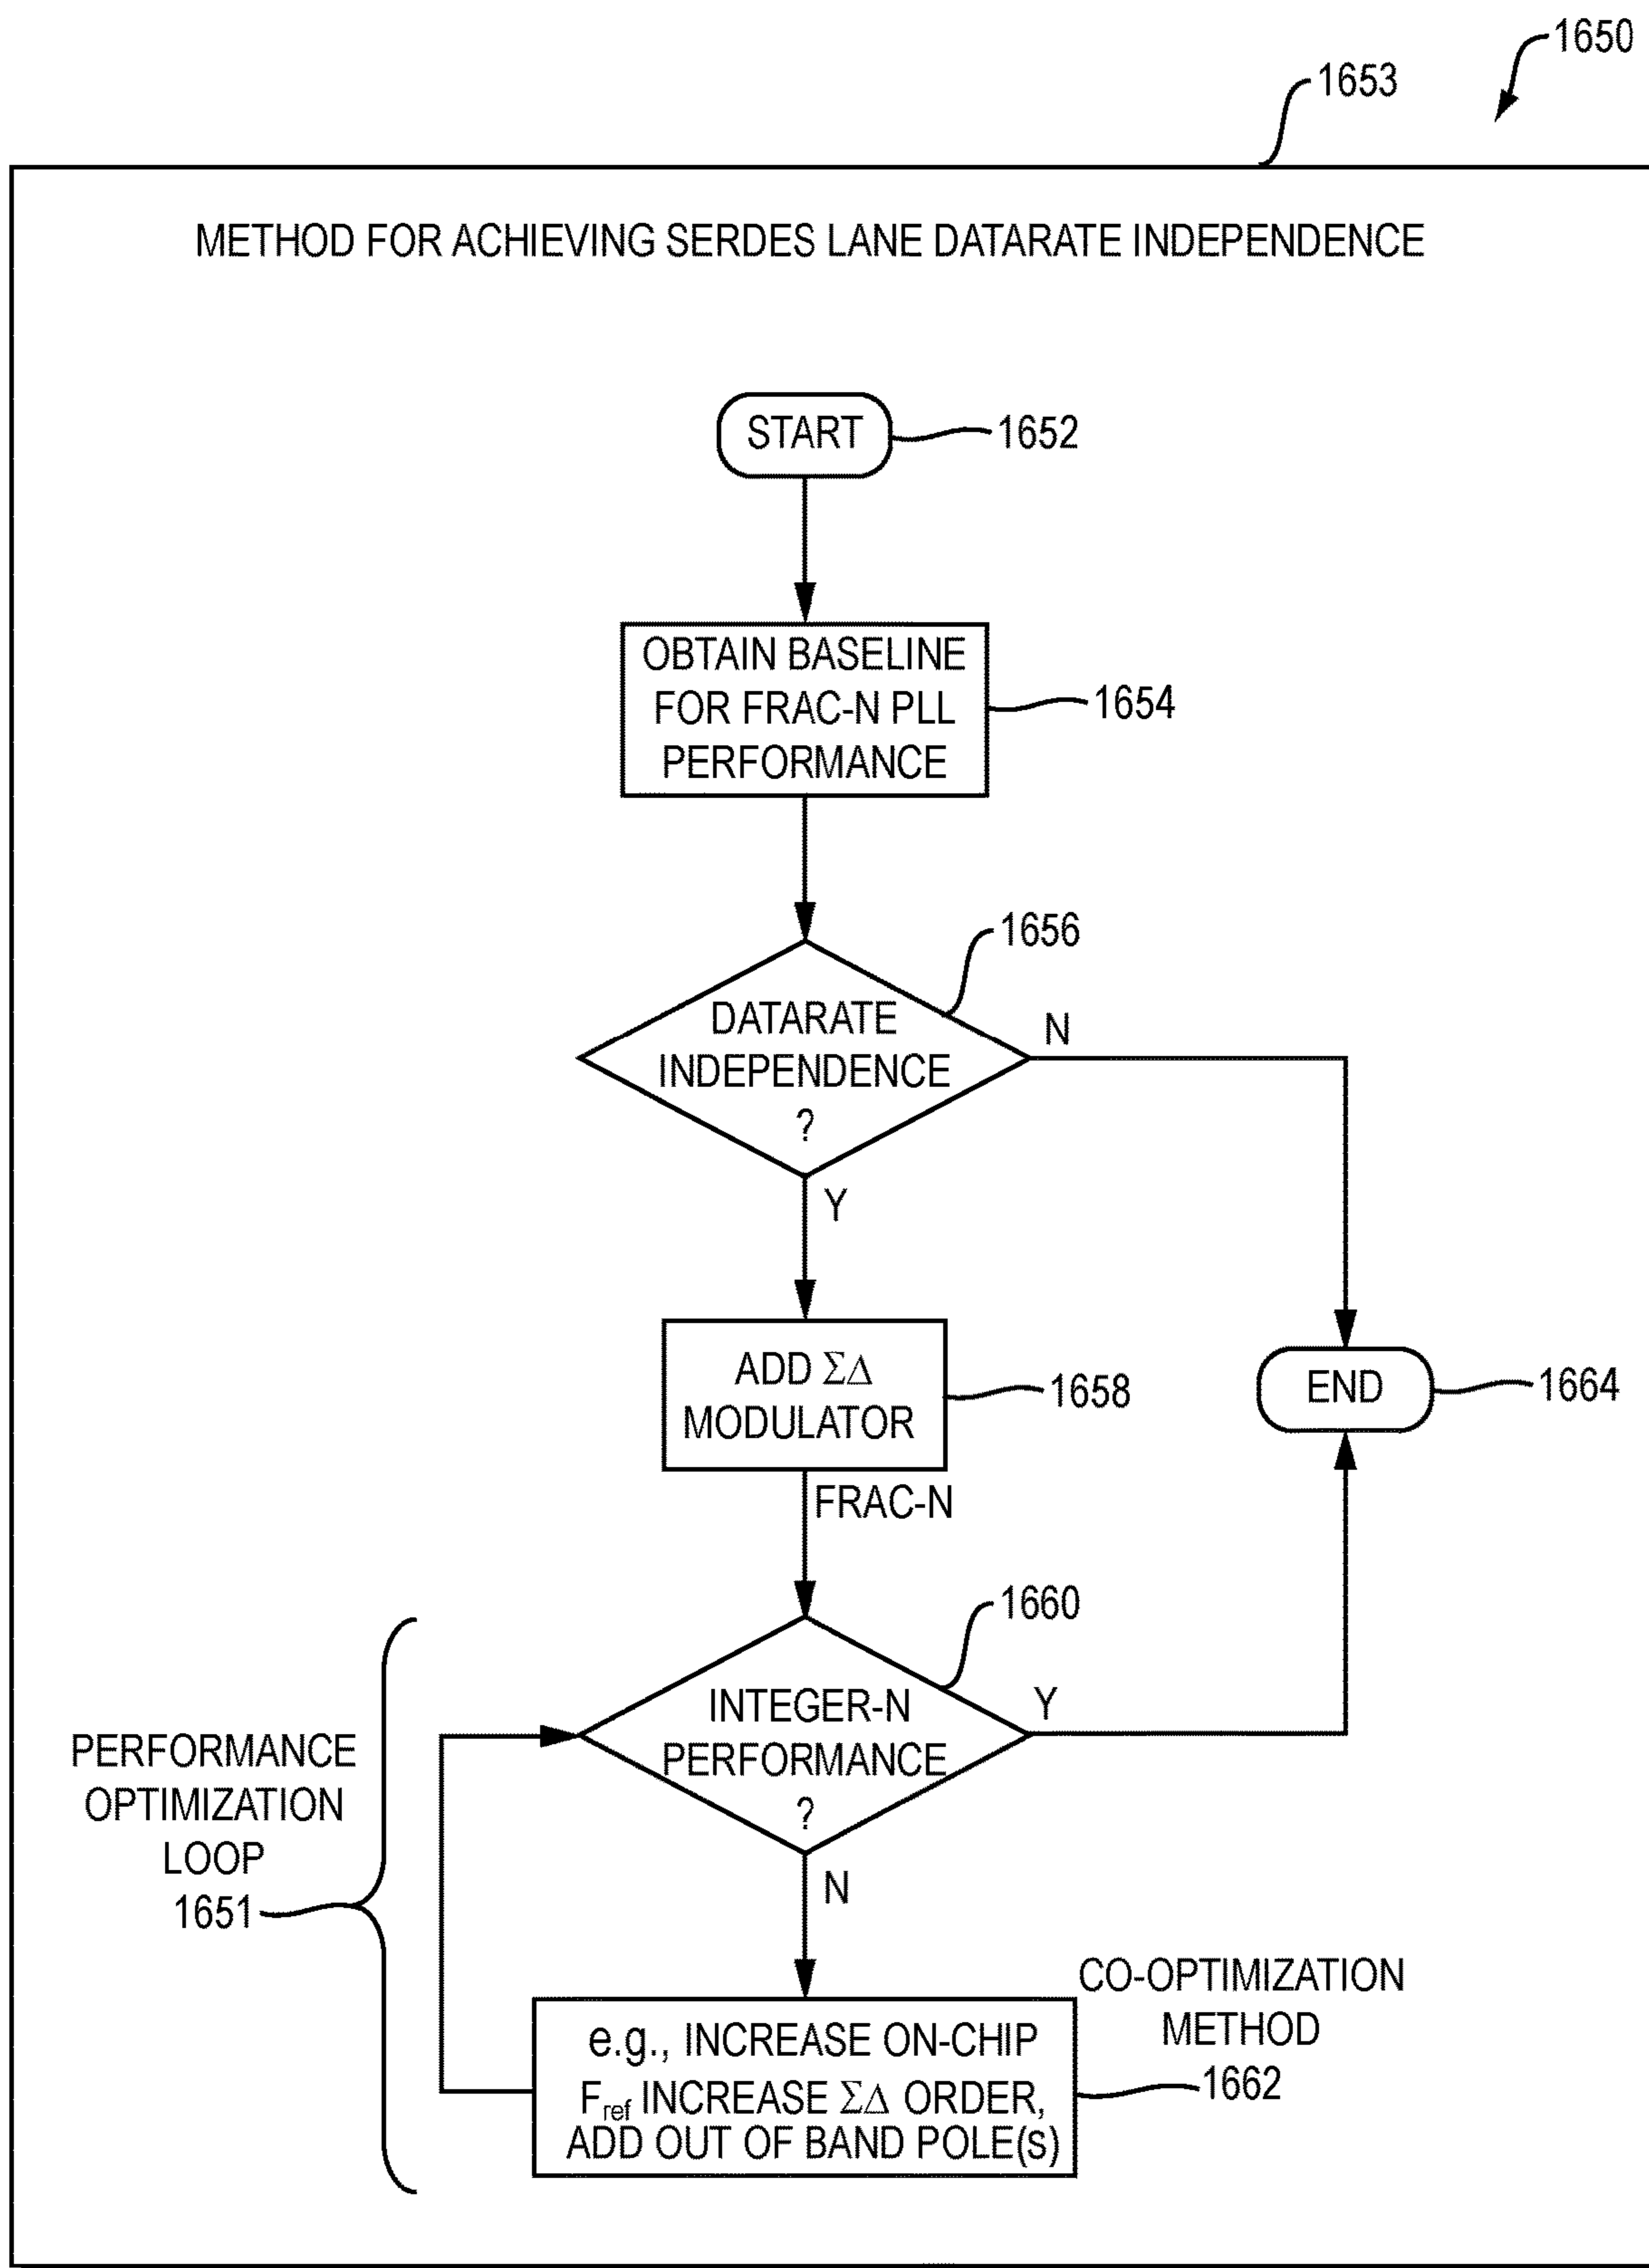 1650
1653
METHOD FOR ACHIEVING SERDES LANE DATARATE INDEPENDENCE
START
1652
OBTAIN BASELINE
FOR FRAC-N PLL
PERFORMANCE
1654
1656
DATARATE
INDEPENDENCE
?
N
Y
ADD ΣΔ
MODULATOR
1658
END
1664
FRAC-N
1660
INTEGER-N
PERFORMANCE
?
Y
N
PERFORMANCE
OPTIMIZATION
LOOP
1651
CO-OPTIMIZATION
METHOD
1662
e.g., INCREASE ON-CHIP
Fref INCREASE ΣΔ ORDER,
ADD OUT OF BAND POLE(s)